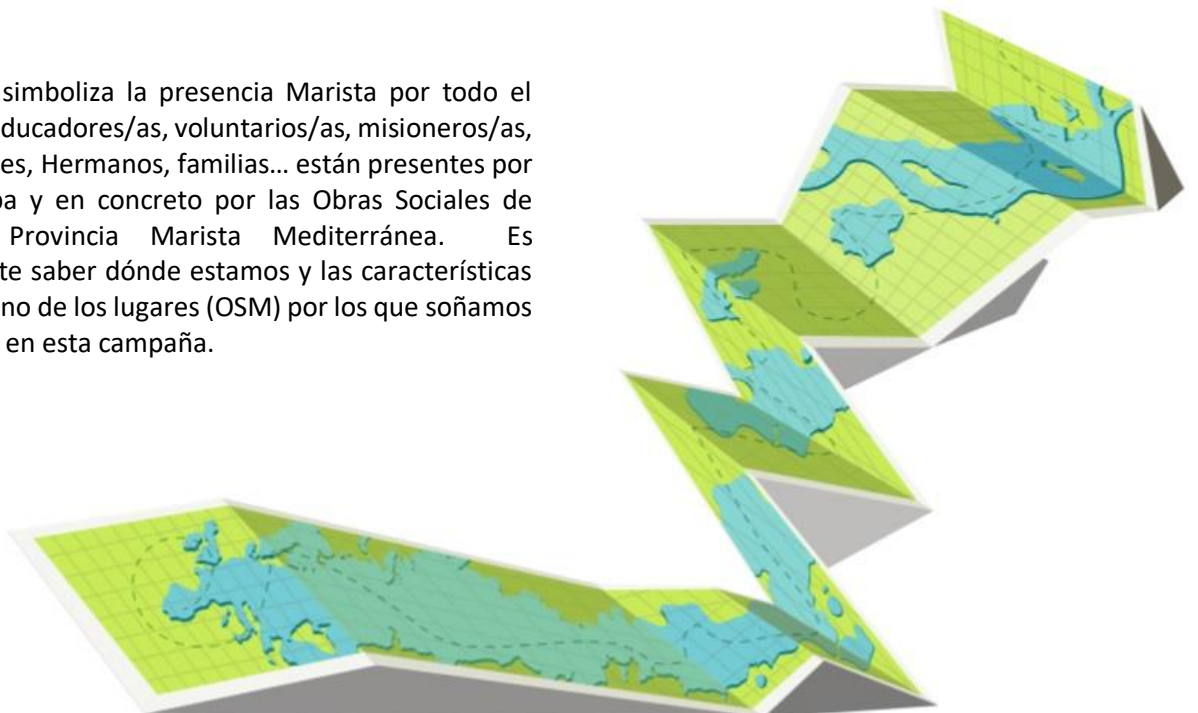 simboliza la presencia Marista por todo el
ducadores/as, voluntarios/as, misioneros/as,
es, Hermanos, familias… están presentes por
pa y en concreto por las Obras Sociales de
Provincia Marista Mediterránea. Es
te saber dónde estamos y las características
no de los lugares (OSM) por los que soñamos
en esta campaña.